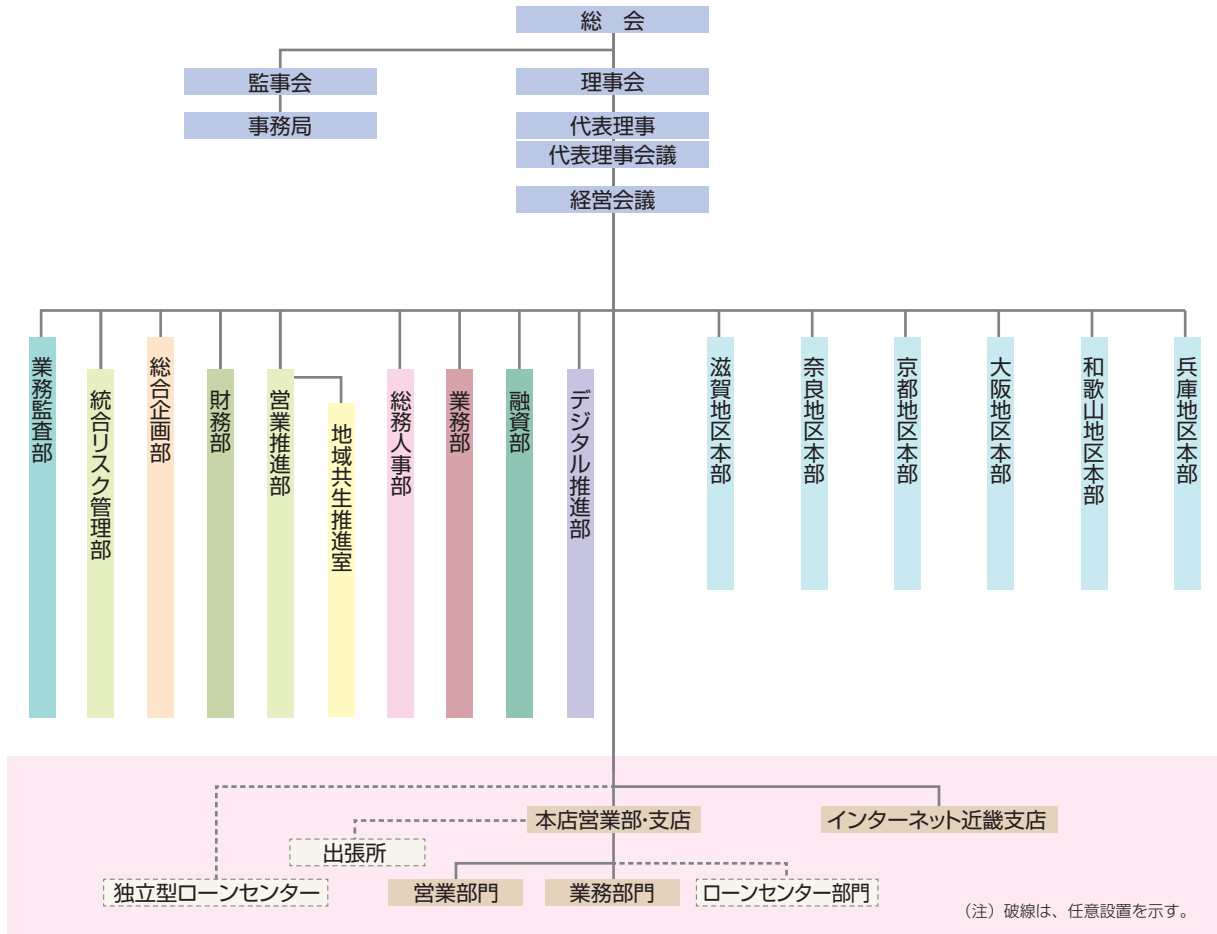 総　会
監事会
理事会
事務局
代表理事
代表理事会議
経営会議
業務監査部
統合リスク管理部
総合企画部
財務部
営業推進部
地域共生推進室
総務人事部
業務部
融資部
デジタル推進部
滋賀地区本部
奈良地区本部
京都地区本部
大阪地区本部
和歌山地区本部
兵庫地区本部
本店営業部・支店
インターネット近畿支店
出張所
独立型ローンセンター
営業部門
業務部門
ローンセンター部門
（注）破線は、任意設置を示す。